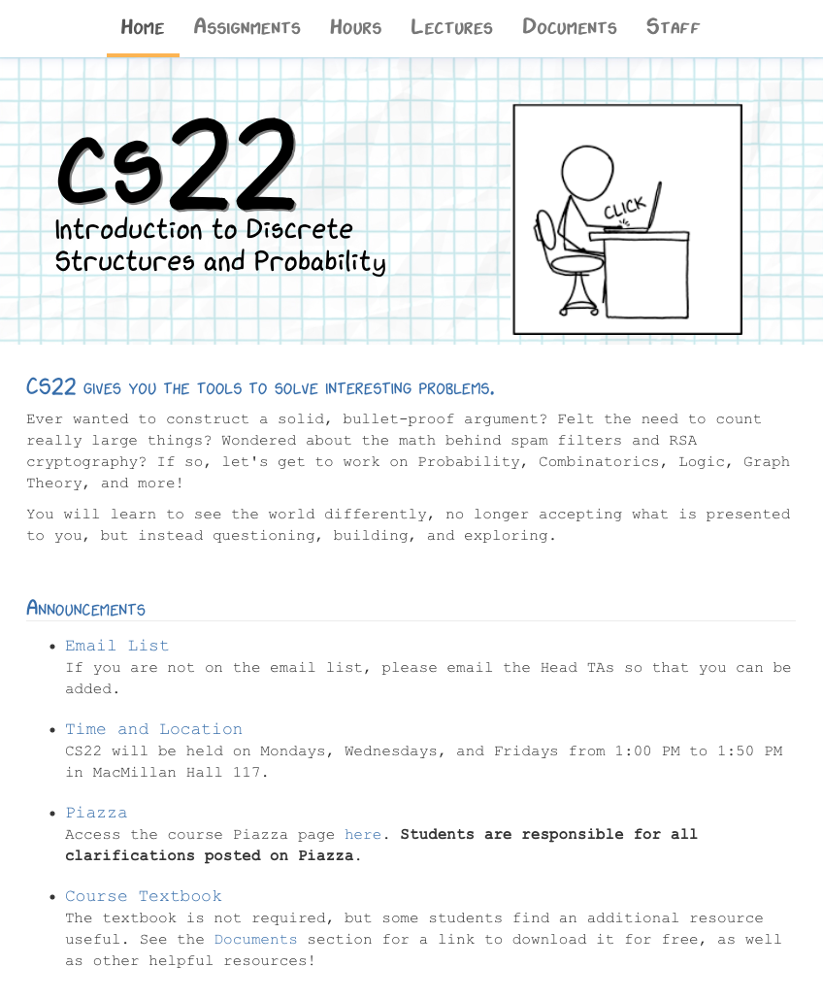 Home Assignments Hours Lectures Documents Staff
CS22
Introduction to Discrete
Structures and Probability
CLICK
CS22 gives you the tools to solve interesting problems.
Ever wanted to construct a solid, bullet-proof argument? Felt the need to count
really large things? Wondered about the math behind spam filters and RSA
cryptography? If so, let's get to work on Probability, Combinatorics, Logic, Graph
Theory, and more!
You will learn to see the world differently, no longer accepting what is presented
to you, but instead questioning, building, and exploring.
Announcements
• Email List
If you are not on the email list, please email the Head TAs so that you can be
added.
• Time and Location
CS22 will be held on Mondays, Wednesdays, and Fridays from 1:00 PM to 1:50 PM
in MacMillan Hall 117.
• Piazza
Access the course Piazza page here. Students are responsible for all
clarifications posted on Piazza.
• Course Textbook
The textbook is not required, but some students find an additional resource
useful. See the Documents section for a link to download it for free, as well
as other helpful resources!